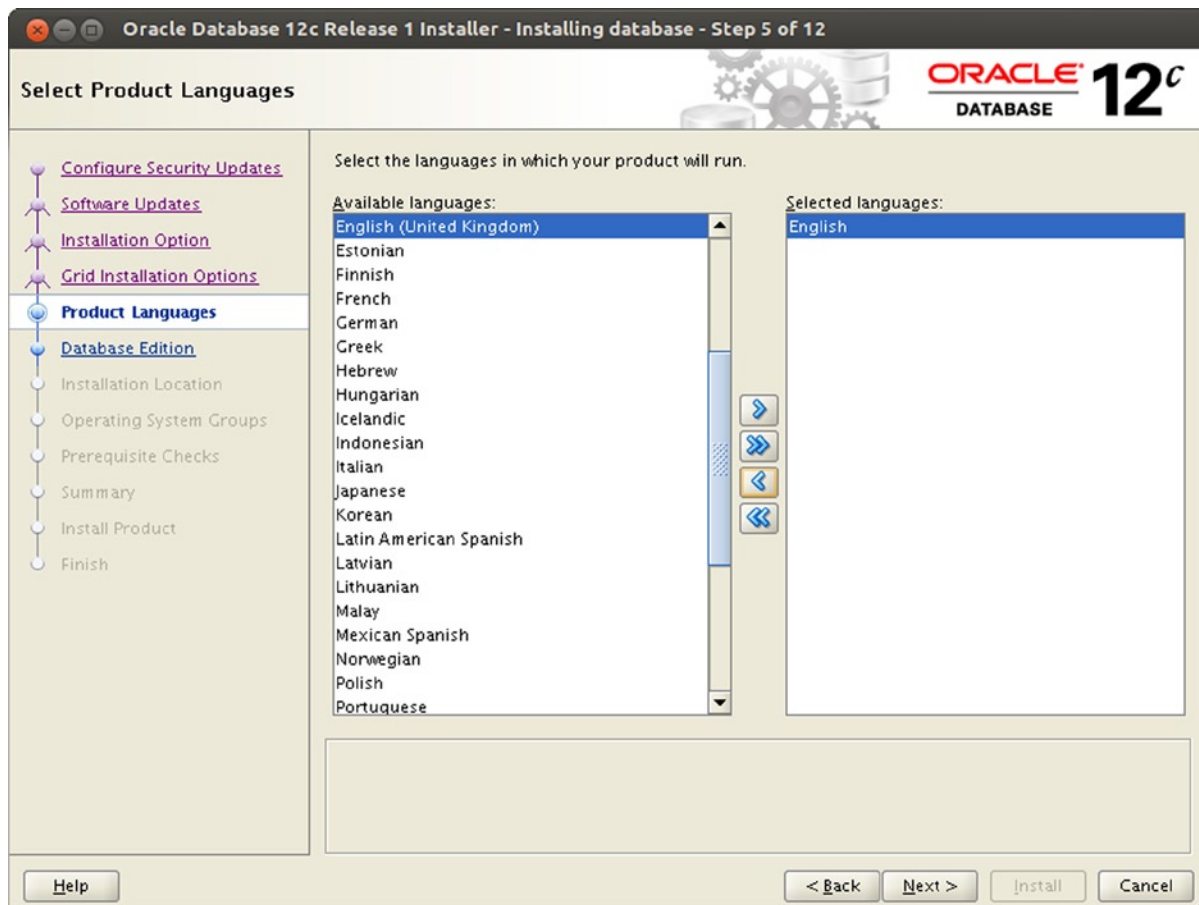 Oracle Database 12c Release 1 Installer - Installing database - Step 5 of 12
Select Product Languages
ORACLE
DATABASE
12c
Configure Security Updates
Software Updates
Installation Option
Grid Installation Options
Product Languages
Database Edition
Installation Location
Operating System Groups
Prerequisite Checks
Summary
Install Product
Finish
Select the languages in which your product will run.
Available languages:
English (United Kingdom)
Estonian
Finnish
French
German
Greek
Hebrew
Hungarian
Icelandic
Indonesian
Italian
Japanese
Korean
Latin American Spanish
Latvian
Lithuanian
Malay
Mexican Spanish
Norwegian
Polish
Portuguese
Selected languages:
English
Help
< Back
Next >
Install
Cancel